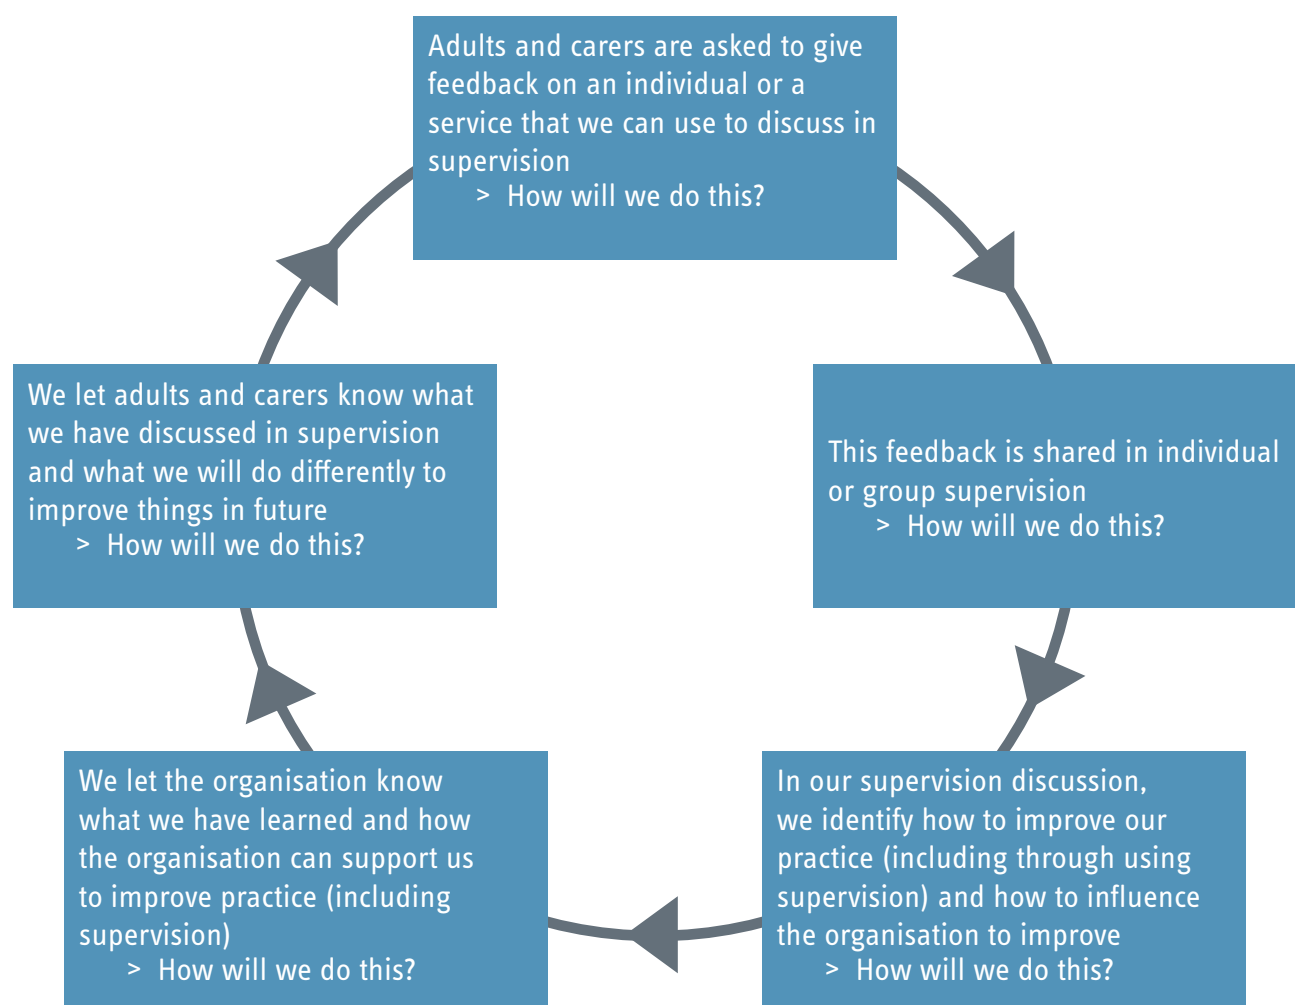 Adults and carers are asked to give
feedback on an individual or a
service that we can use to discuss in
supervision
> How will we do this?
This feedback is shared in individual
or group supervision
> How will we do this?
In our supervision discussion,
we identify how to improve our
practice (including through using
supervision) and how to influence
the organisation to improve
> How will we do this?
We let the organisation know
what we have learned and how
the organisation can support us
to improve practice (including
supervision)
> How will we do this?
We let adults and carers know what
we have discussed in supervision
and what we will do differently to
improve things in future
> How will we do this?